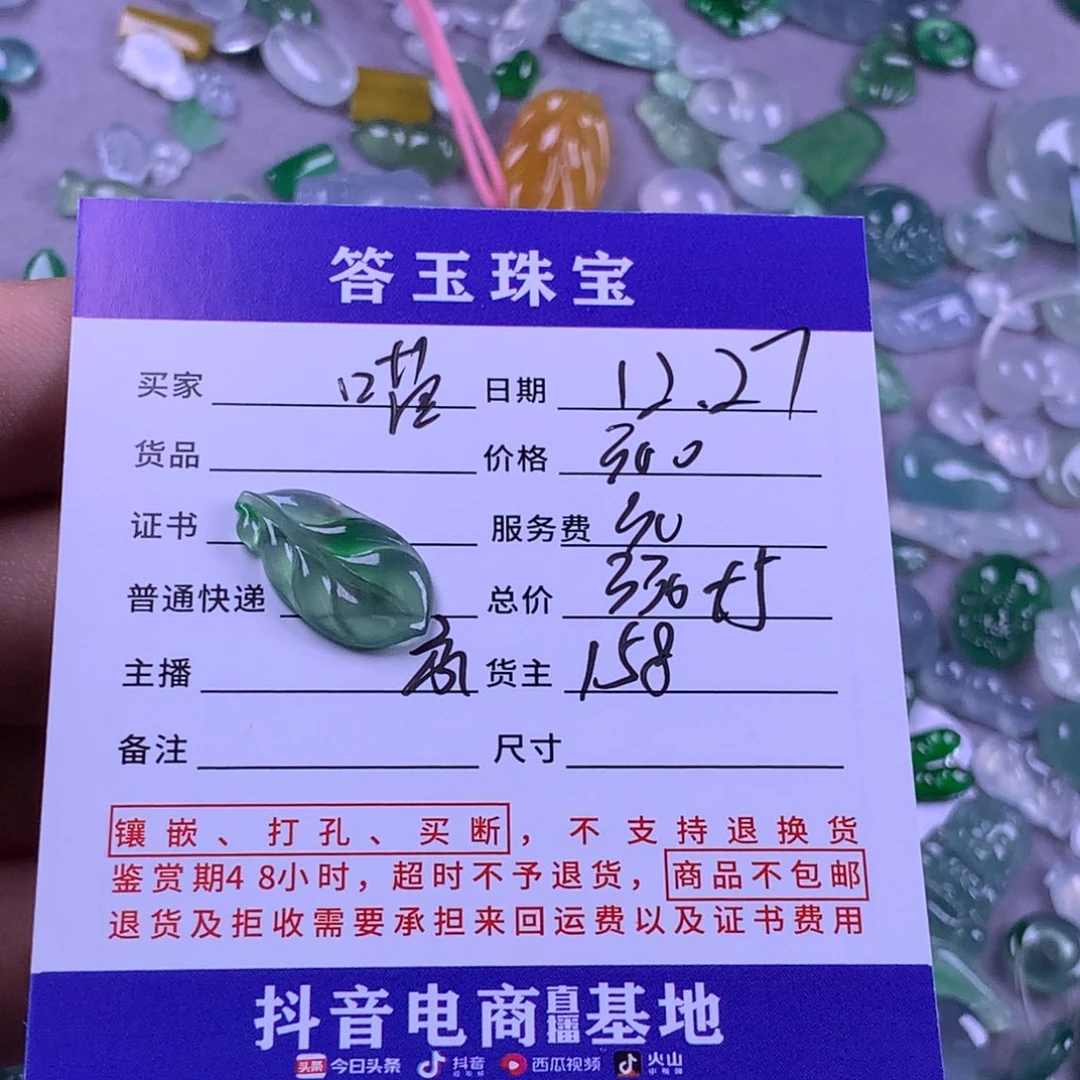 答玉珠宝
买家 日期 12.27
货品 价格 300
证书 服务费
普通快递 总价
主播 货主 158
备注 尺寸
镶嵌、打孔、买断，不支持退换货
鉴赏期48小时，超时不予退货，商品不包邮
退货及拒收需要承担来回运费以及证书费用
抖音电商直播基地
头条 今日头条 抖音 西瓜视频 火山